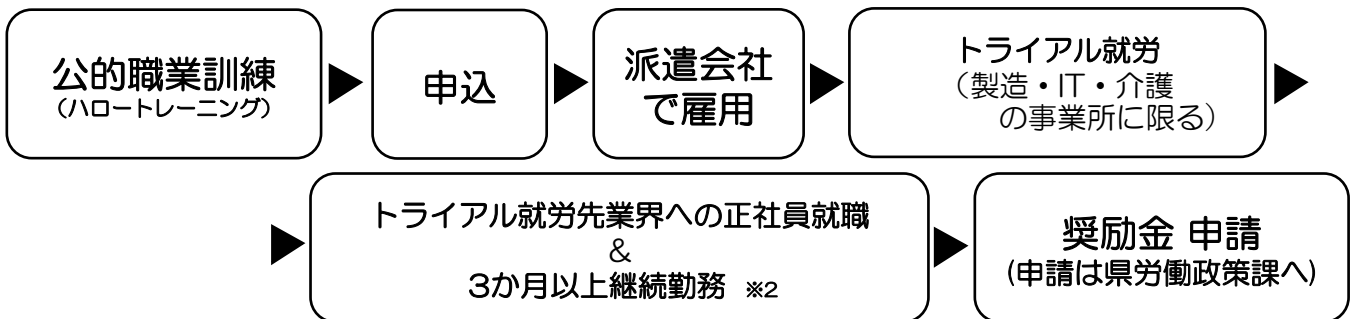 公的職業訓練
（ハロートレーニング）
申込
派遣会社
で雇用
トライアル就労
（製造・IT・介護
の事業所に限る）
トライアル就労先業界への正社員就職
&
3か月以上継続勤務 ※2
奨励金 申請
(申請は県労働政策課へ)